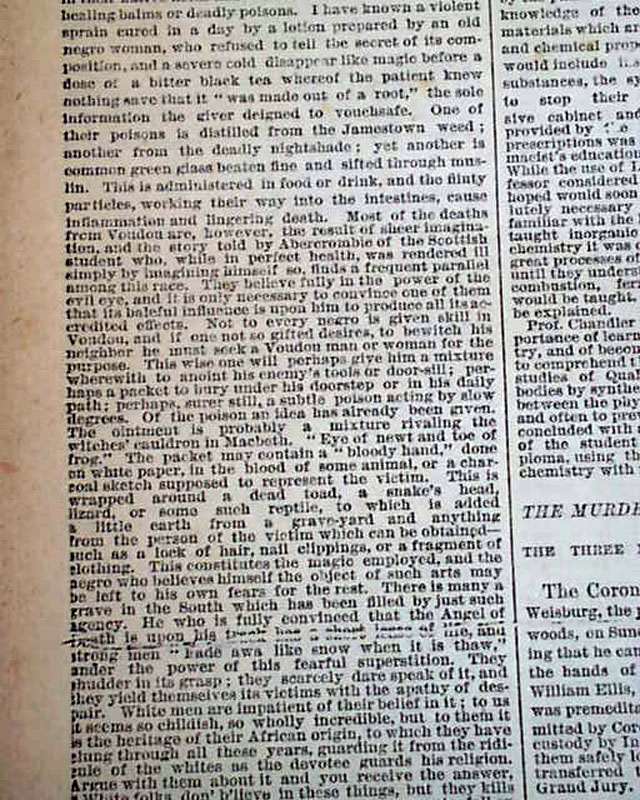 healing balms or deadly poisons. I have known a violent
sprain cured in a day by a lotion prepared by an old
negro woman, who refused to tell the secret of its com-
position, and a severe cold disappear like magic before a
dose of a bitter black tea whereof the patient knew
nothing save that it “ was made out of a root,” the sole
information the giver deigned to vouchsafe. One of
their poisons is distilled from the Jamestown weed ;
another from the deadly nightshade ; yet another is
common green glass beaten fine and sifted through mus-
lin. This is administered in food or drink, and the flinty
particles, working their way into the intestines, cause
inflammation and lingering death. Most of the deaths
from Voudou are, however, the result of sheer imagina-
tion, and the story told by Abercrombie of the Scottish
student who, while in perfect health, was rendered ill
simply by imagining himself so, finds a frequent parallel
among this race. They believe fully in the power of the
evil eye, and it is only necessary to convince one of them
that its baleful influence is upon him to produce all its ac-
credited effects. Not to every negro is given skill in
Voudou, and if one not so gifted desires, to bewitch his
neighbor he must seek a Voudou man or woman for the
purpose. This wise one will perhaps give him a mixture
wherewith to anoint his enemy's tools or door-sill ; per-
haps a packet to bury under his doorstep or in his daily
path ; perhaps, surer still, a subtle poison acting by slow
degrees. Of the poison an idea has already been given.
The ointment is probably a mixture rivaling the
witches' cauldron in Macbeth. “ Eye of newt and toe of
frog.” The packet may contain a “ bloody hand,” done
on white paper, in the blood of some animal, or a char-
coal sketch supposed to represent the victim. This is
wrapped around a dead toad, a snake's head,
lizard, or some such reptile, to which is added
a little earth from a grave-yard and anything
from the person of the victim which can be obtained—
such as a lock of hair, nail clippings, or a fragment of
clothing. This constitutes the magic employed, and the
negro who believes himself the object of such arts may
be left to his own fears for the rest. There is many a
grave in the South which has been filled by just such
agency. He who is fully convinced that the Angel of
Death is upon his track has a short lease of life, and
strong men “ fade awa like snow when it is thaw,”
under the power of this fearful superstition. They
shudder in its grasp ; they scarcely dare speak of it, and
they yield themselves its victims with the apathy of des-
pair. White men are impatient of their belief in it ; to us
it seems so childish, so wholly incredible, but to them it
is the heritage of their African origin, to which they have
clung through all these years, guarding it from the ridi-
cule of the whites as the devotee guards his religion.
Argue with them about it and you receive the answer,
White folks don' b'lieve in these things, but they kills
knowledge of the
materials which
and chemical
would include
substances, the
to stop their
sive cabinet
provided by
prescriptions was
macist's education
While the use of
fessor considered
hoped would soon
lutely necessary
familiar with the
taught inorganic
chemistry it was
great processes of
until they
combustion,
would be taught.
be explained.
Prof. Chandler
portance of
try, and of
to comprehend
studies of
bodies by
between the
and often to
concluded with
of the student
ploma, using
chemistry with
THE
THE THREE
The
Weisburg, the
woods, on
ing that he
the hands of
William Ellis,
was
mitted by
custody by
them safely
transferred
Grand Jury.